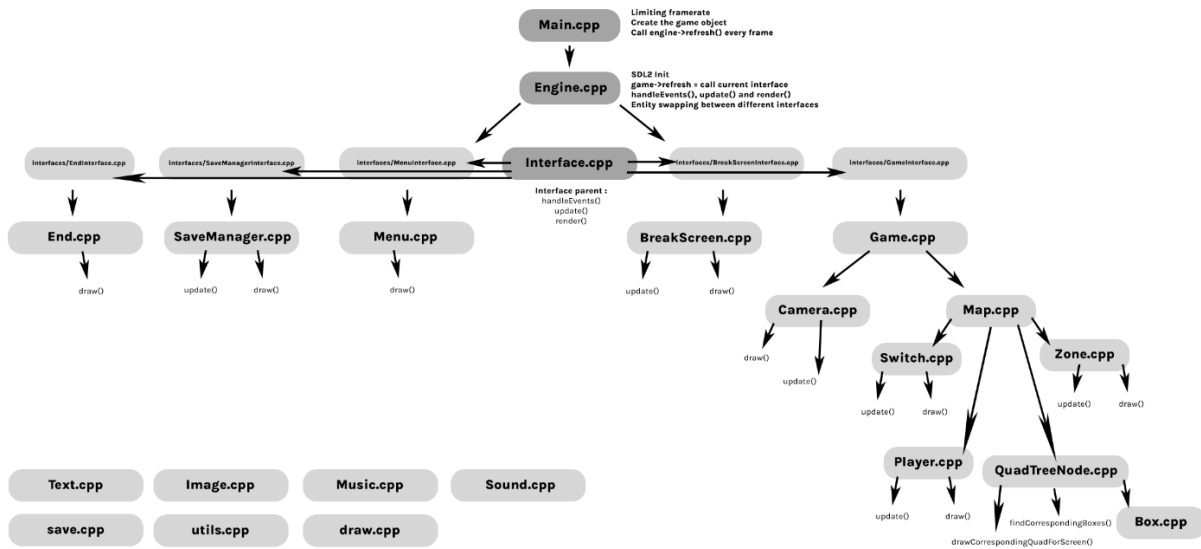 Main.cpp
Limiting framerate
Create the game object
Call engine->refresh() every frame
Engine.cpp
SDL2 Init
game->refresh = call current interface
handleEvents(), update() and render()
Entity swapping between different interfaces
interfaces/EndInterface.cpp
interfaces/SaveManagerInterface.cpp
interfaces/MenuInterface.cpp
Interface.cpp
interfaces/BreakScreenInterface.cpp
interfaces/GameInterface.cpp
Interface parent :
handleEvents()
update()
render()
End.cpp
SaveManager.cpp
Menu.cpp
BreakScreen.cpp
Game.cpp
draw()
update()
draw()
draw()
update()
draw()
Camera.cpp
Map.cpp
draw()
update()
Switch.cpp
Zone.cpp
update()
draw()
update()
draw()
Player.cpp
QuadTreeNode.cpp
update()
draw()
findCorrespondingBoxes()
drawCorrespondingQuadForScreen()
Box.cpp
Text.cpp
Image.cpp
Music.cpp
Sound.cpp
save.cpp
utils.cpp
draw.cpp